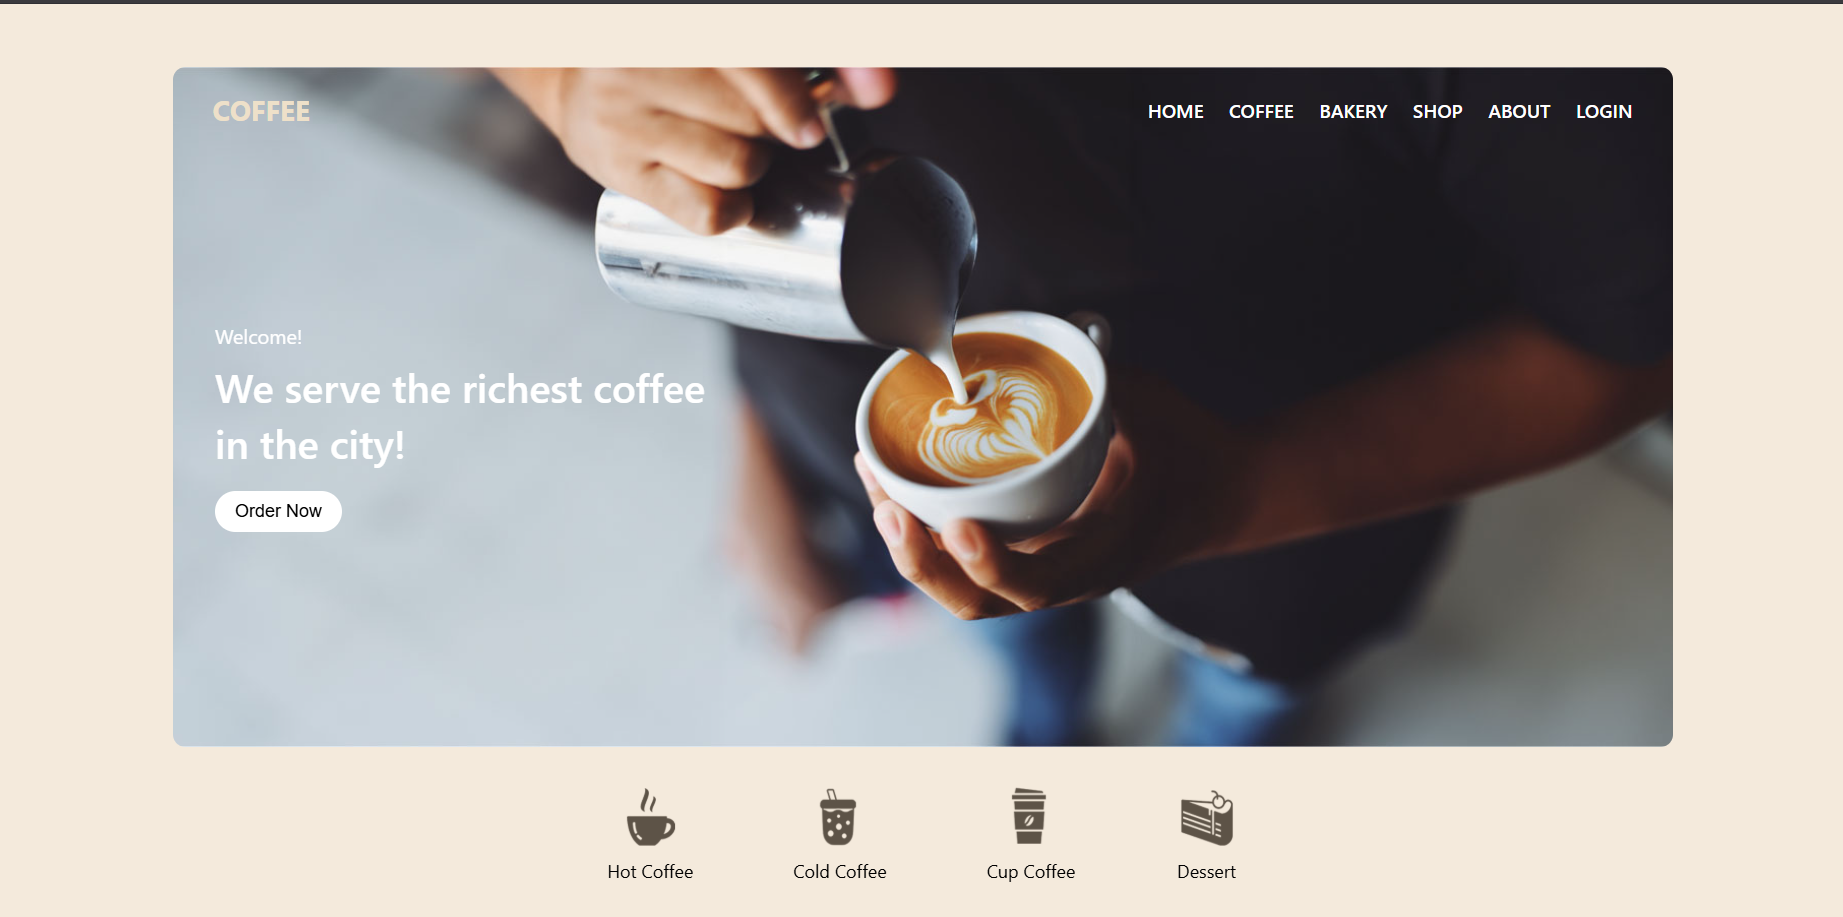 COFFEE
HOME COFFEE BAKERY SHOP ABOUT LOGIN
Welcome!
We serve the richest coffee
in the city!
Order Now
Hot Coffee
Cold Coffee
Cup Coffee
Dessert